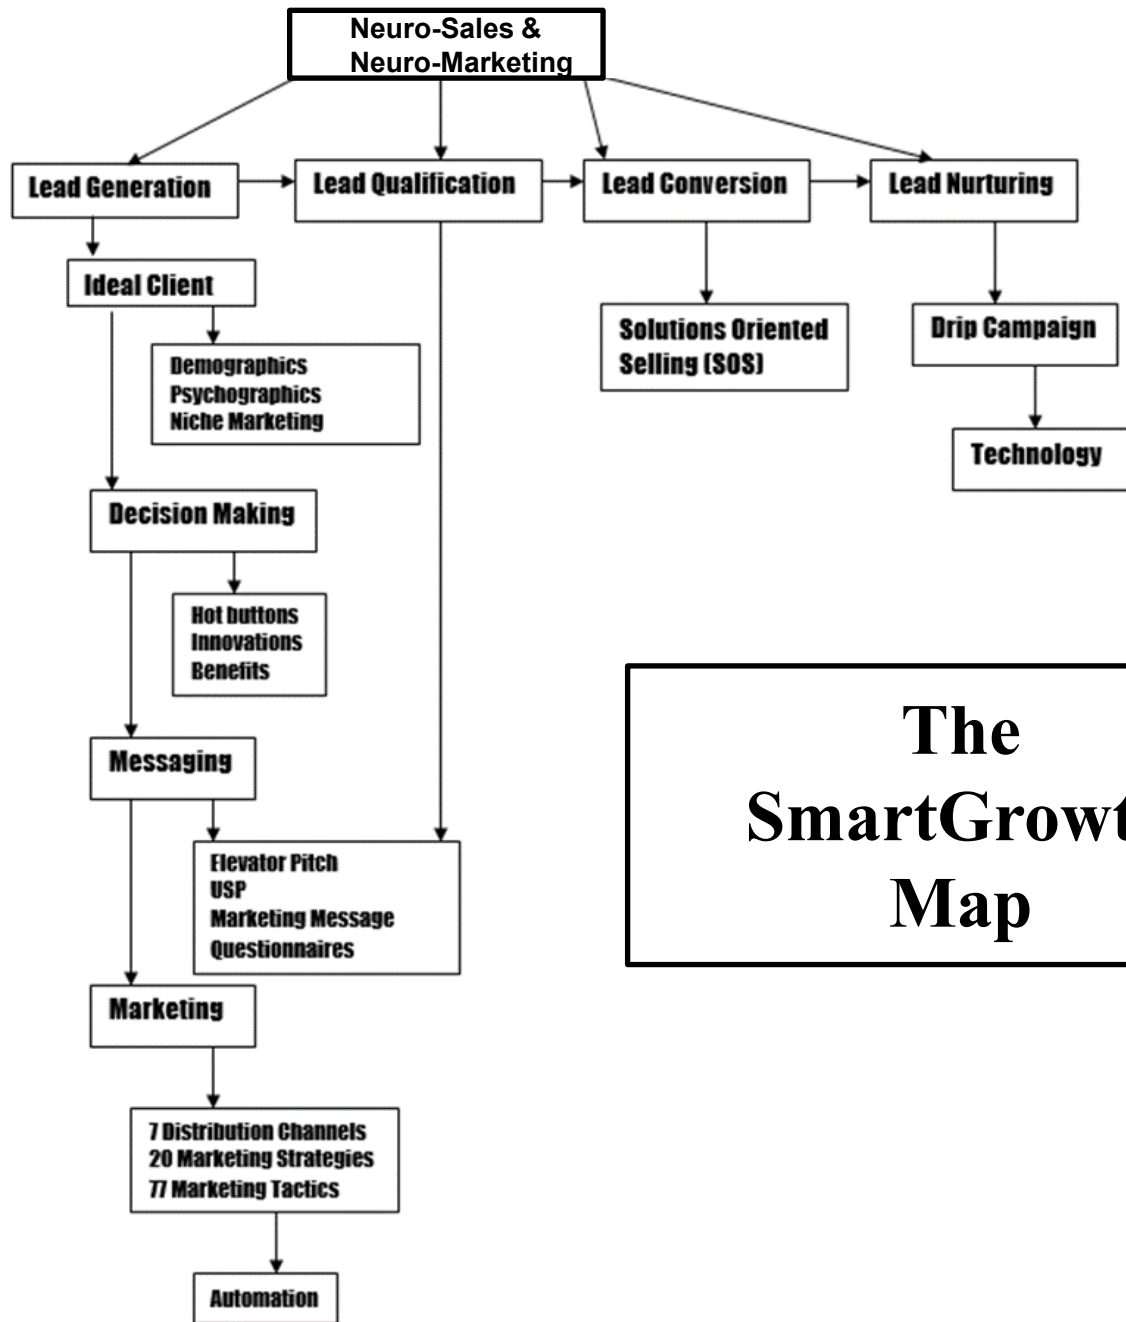 Neuro-Sales &
Neuro-Marketing
Lead Generation
Lead Qualification
Lead Conversion
Lead Nurturing
Ideal Client
Demographics
Psychographics
Niche Marketing
Solutions Oriented
Selling (SOS)
Drip Campaign
Technology
Decision Making
Hot buttons
Innovations
Benefits
Messaging
Elevator Pitch
USP
Marketing Message
Questionnaires
Marketing
7 Distribution Channels
20 Marketing Strategies
77 Marketing Tactics
Automation
The
SmartGrowt
Map